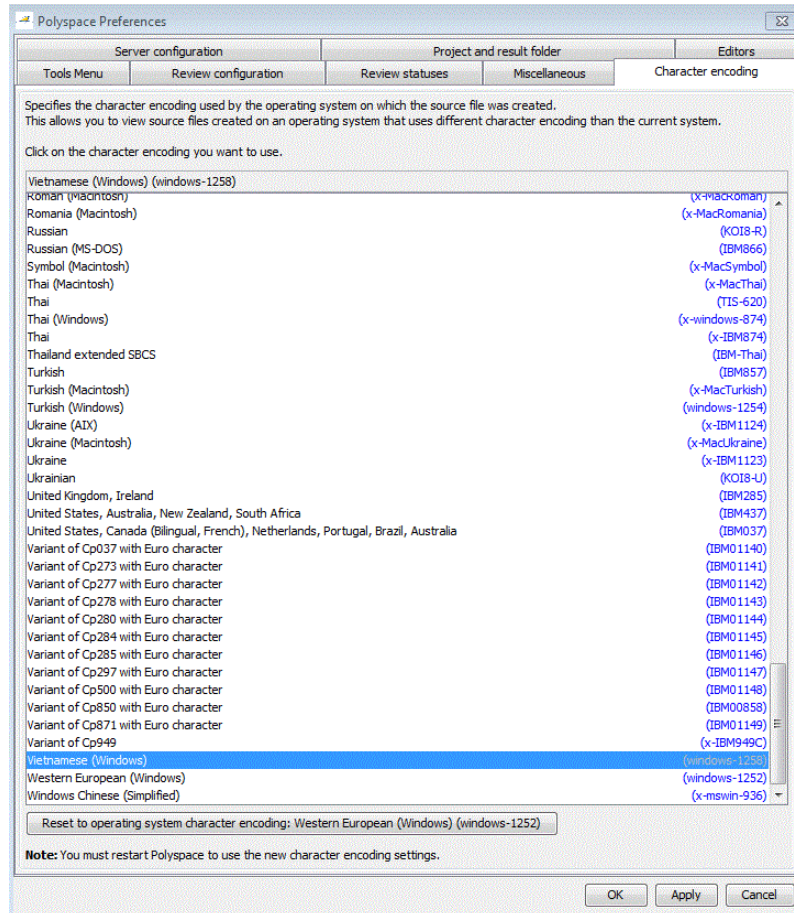 Polyspace Preferences
Server configuration Project and result folder Editors
Tools Menu Review configuration Review statuses Miscellaneous Character encoding
Specifies the character encoding used by the operating system on which the source file was created.
This allows you to view source files created on an operating system that uses different character encoding than the current system.
Click on the character encoding you want to use.
Vietnamese (Windows) (windows-1258)
Roman (Macintosh) (x-MacRoman)
Romania (Macintosh) (x-MacRomania)
Russian (KOI8-R)
Russian (MS-DOS) (IBM866)
Symbol (Macintosh) (x-MacSymbol)
Thai (Macintosh) (x-MacThai)
Thai (TIS-620)
Thai (Windows) (x-windows-874)
Thai (x-IBM874)
Thailand extended SBCS (IBM-Thai)
Turkish (IBM857)
Turkish (Macintosh) (x-MacTurkish)
Turkish (Windows) (windows-1254)
Ukraine (AIX) (x-IBM1124)
Ukraine (Macintosh) (x-MacUkraine)
Ukraine (x-IBM1123)
Ukrainian (KOI8-U)
United Kingdom, Ireland (IBM285)
United States, Australia, New Zealand, South Africa (IBM437)
United States, Canada (Bilingual, French), Netherlands, Portugal, Brazil, Australia (IBM037)
Variant of Cp037 with Euro character (IBM01140)
Variant of Cp273 with Euro character (IBM01141)
Variant of Cp277 with Euro character (IBM01142)
Variant of Cp278 with Euro character (IBM01143)
Variant of Cp280 with Euro character (IBM01144)
Variant of Cp284 with Euro character (IBM01145)
Variant of Cp285 with Euro character (IBM01146)
Variant of Cp297 with Euro character (IBM01147)
Variant of Cp500 with Euro character (IBM01148)
Variant of Cp850 with Euro character (IBM00858)
Variant of Cp871 with Euro character (IBM01149)
Variant of Cp949 (x-IBM949C)
Vietnamese (Windows) (windows-1258)
Western European (Windows) (windows-1252)
Windows Chinese (Simplified) (x-mswin-936)
Reset to operating system character encoding: Western European (Windows) (windows-1252)
Note: You must restart Polyspace to use the new character encoding settings.
OK Apply Cancel